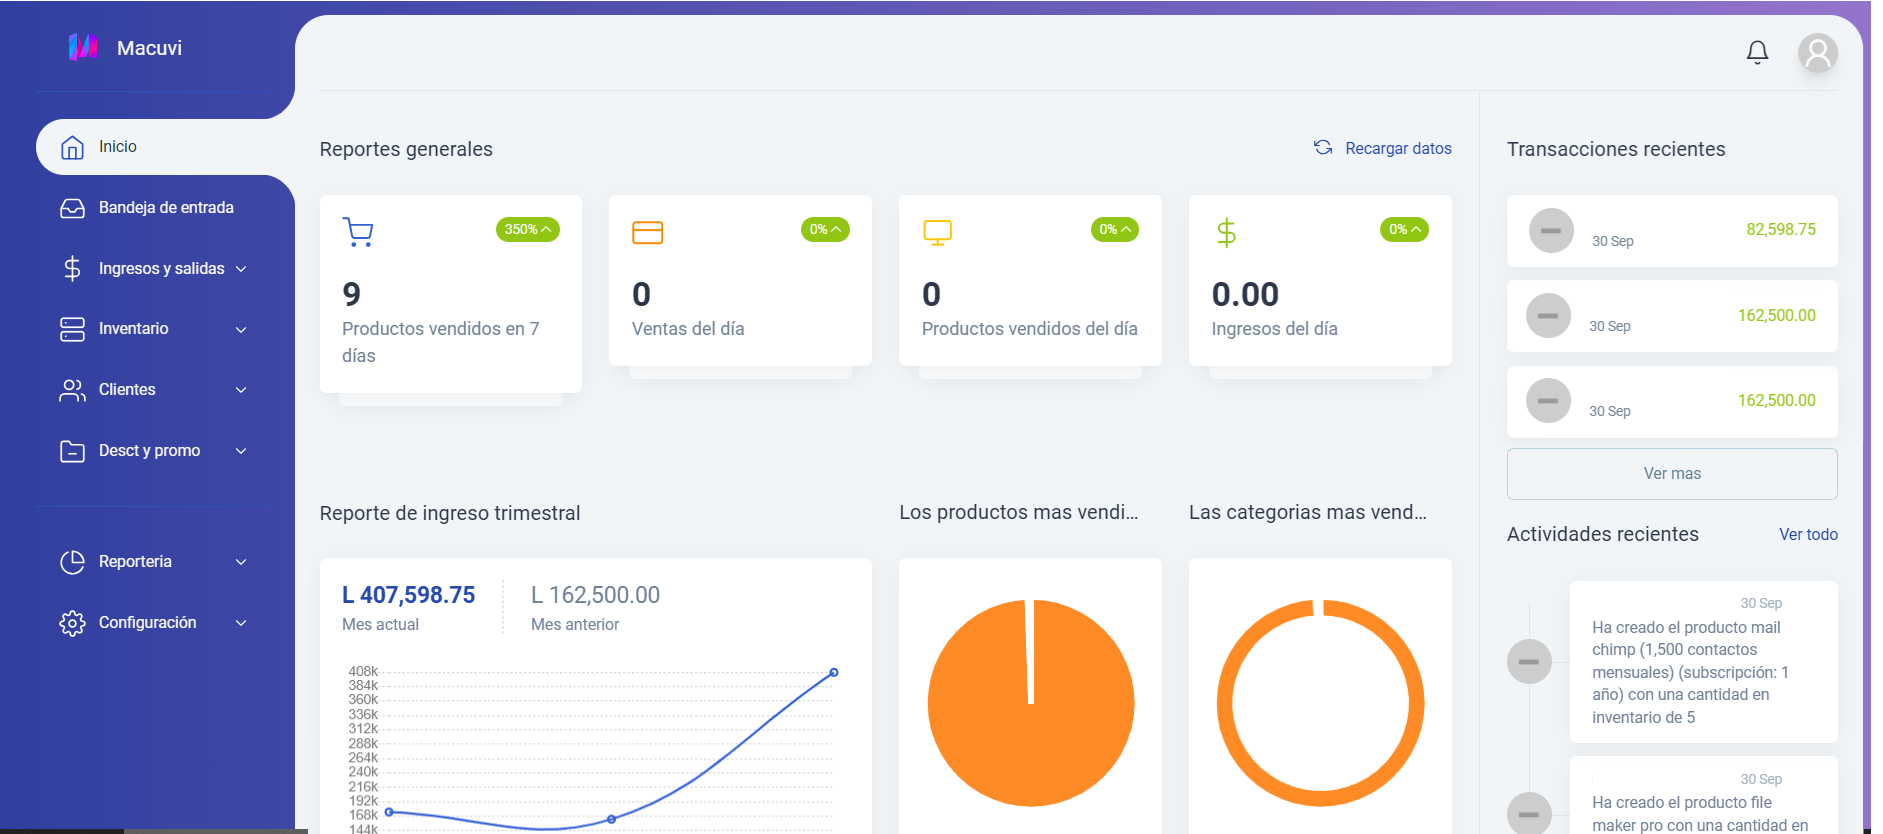 Macuvi
Inicio
Bandeja de entrada
Ingresos y salidas
Inventario
Clientes
Desct y promo
Reporteria
Configuración
Reportes generales
Recargar datos
350%
9
Productos vendidos en 7
días
0%
0
Ventas del día
0%
0
Productos vendidos del día
0%
0.00
Ingresos del día
Reporte de ingreso trimestral
L 407,598.75
Mes actual
L 162,500.00
Mes anterior
408k
384k
360k
336k
312k
288k
264k
240k
216k
192k
168k
144k
Los productos mas vendi...
Las categorias mas vend...
Transacciones recientes
30 Sep
82,598.75
30 Sep
162,500.00
30 Sep
162,500.00
Ver mas
Actividades recientes
Ver todo
30 Sep
Ha creado el producto mail
chimp (1,500 contactos
mensuales) (subscripción: 1
año) con una cantidad en
inventario de 5
30 Sep
Ha creado el producto file
maker pro con una cantidad en